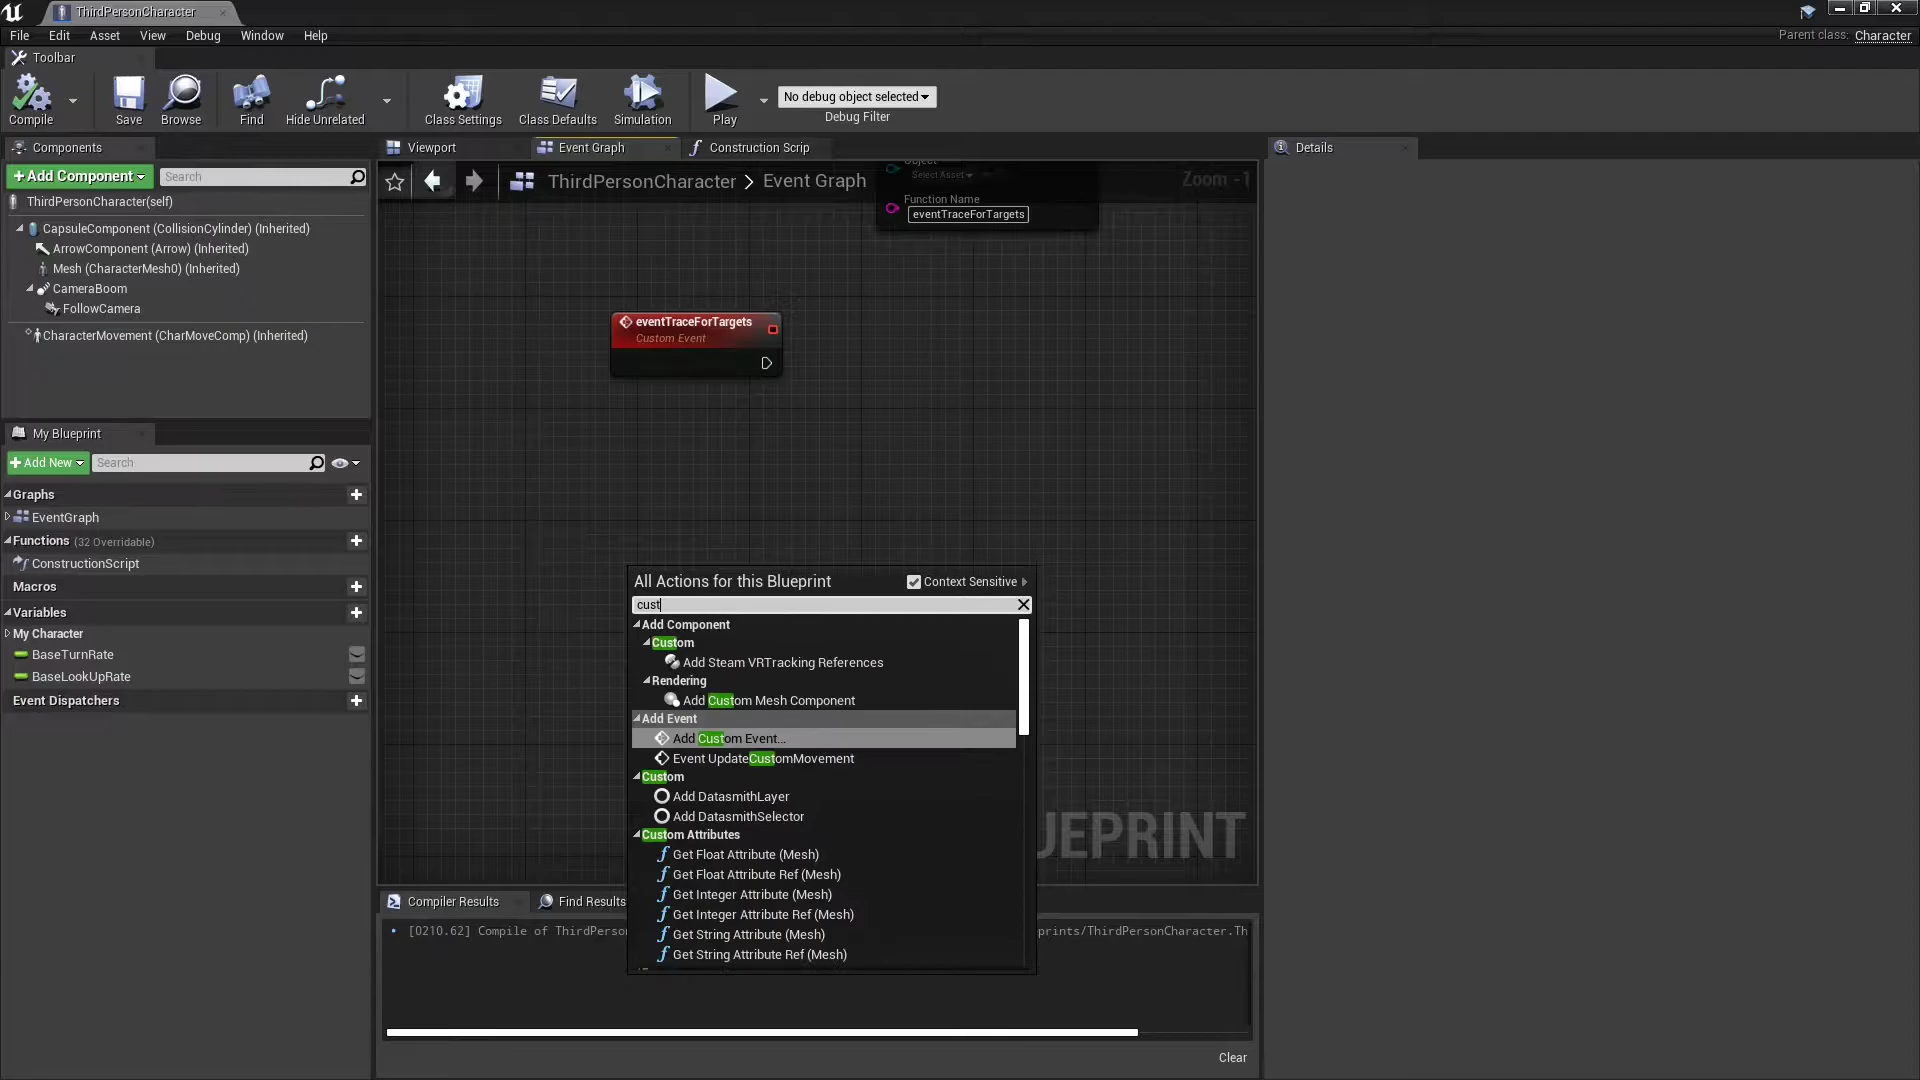 ThirdPersonCharacter
File Edit Asset View Debug Window Help
Parent class: Character
Toolbar
Compile Save Browse Find Hide Unrelated Class Settings Class Defaults Simulation Play
No debug object selected
Debug Filter
Components
Add Component
Search
ThirdPersonCharacter(self)
CapsuleComponent (CollisionCylinder) (Inherited)
ArrowComponent (Arrow) (Inherited)
Mesh (CharacterMesh0) (Inherited)
CameraBoom
FollowCamera
CharacterMovement (CharMoveComp) (Inherited)
My Blueprint
Add New
Search
Graphs
EventGraph
Functions (32 Overridable)
ConstructionScript
Macros
Variables
My Character
BaseTurnRate
BaseLookUpRate
Event Dispatchers
Viewport
Event Graph
Construction Scrip
ThirdPersonCharacter > Event Graph
Zoom -1
Object
Select Asset
Function Name
eventTraceForTargets
eventTraceForTargets
Custom Event
All Actions for this Blueprint
Context Sensitive
cust
Add Component
Custom
Add Steam VRTracking References
Rendering
Add Custom Mesh Component
Add Event
Add Custom Event...
Event UpdateCustomMovement
Custom
Add DatasmithLayer
Add DatasmithSelector
Custom Attributes
Get Float Attribute (Mesh)
Get Float Attribute Ref (Mesh)
Get Integer Attribute (Mesh)
Get Integer Attribute Ref (Mesh)
Get String Attribute (Mesh)
Get String Attribute Ref (Mesh)
UEPRINT
Compiler Results
Find Results
[0210.62] Compile of ThirdPerson
prints/ThirdPersonCharacter.Th
Clear
Details